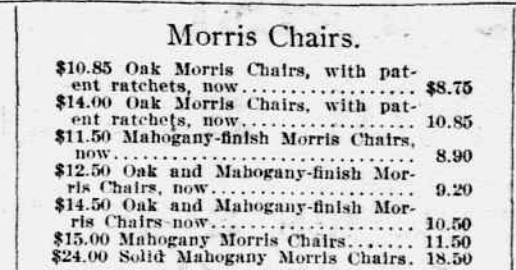 Morris Chairs.
$10.85 Oak Morris Chairs, with pat-
ent ratchets, now.................. $8.75
$14.00 Oak Morris Chairs, with pat-
ent ratchets, now.................. 10.85
$11.50 Mahogany-finish Morris Chairs,
now................................ 8.90
$12.50 Oak and Mahogany-finish Mor-
ris Chairs, now..................... 9.20
$14.50 Oak and Mahogany-finish Mor-
ris Chairs now...................... 10.50
$15.00 Mahogany Morris Chairs....... 11.50
$24.00 Solid Mahogany Morris Chairs. 18.50